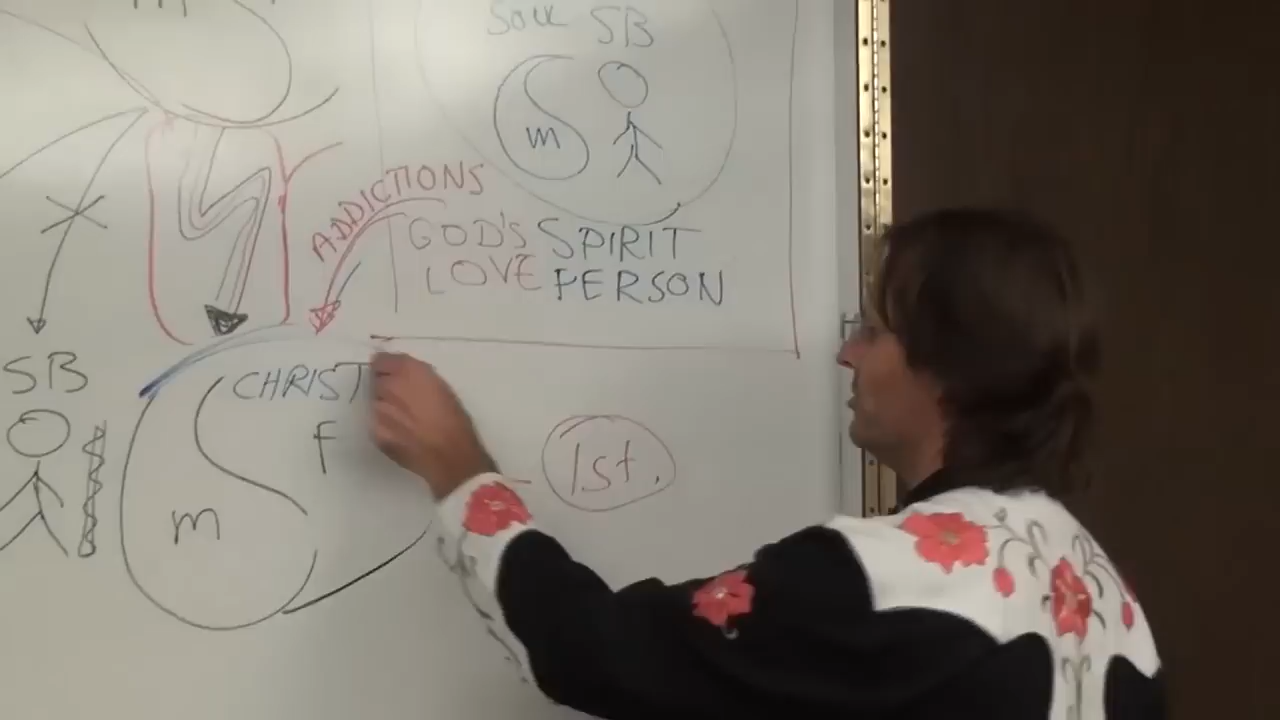 SOUL SB
m
ADDICTIONS
GOD'S SPIRIT
LOVE PERSON
SB
CHRIST
f
1st.
m